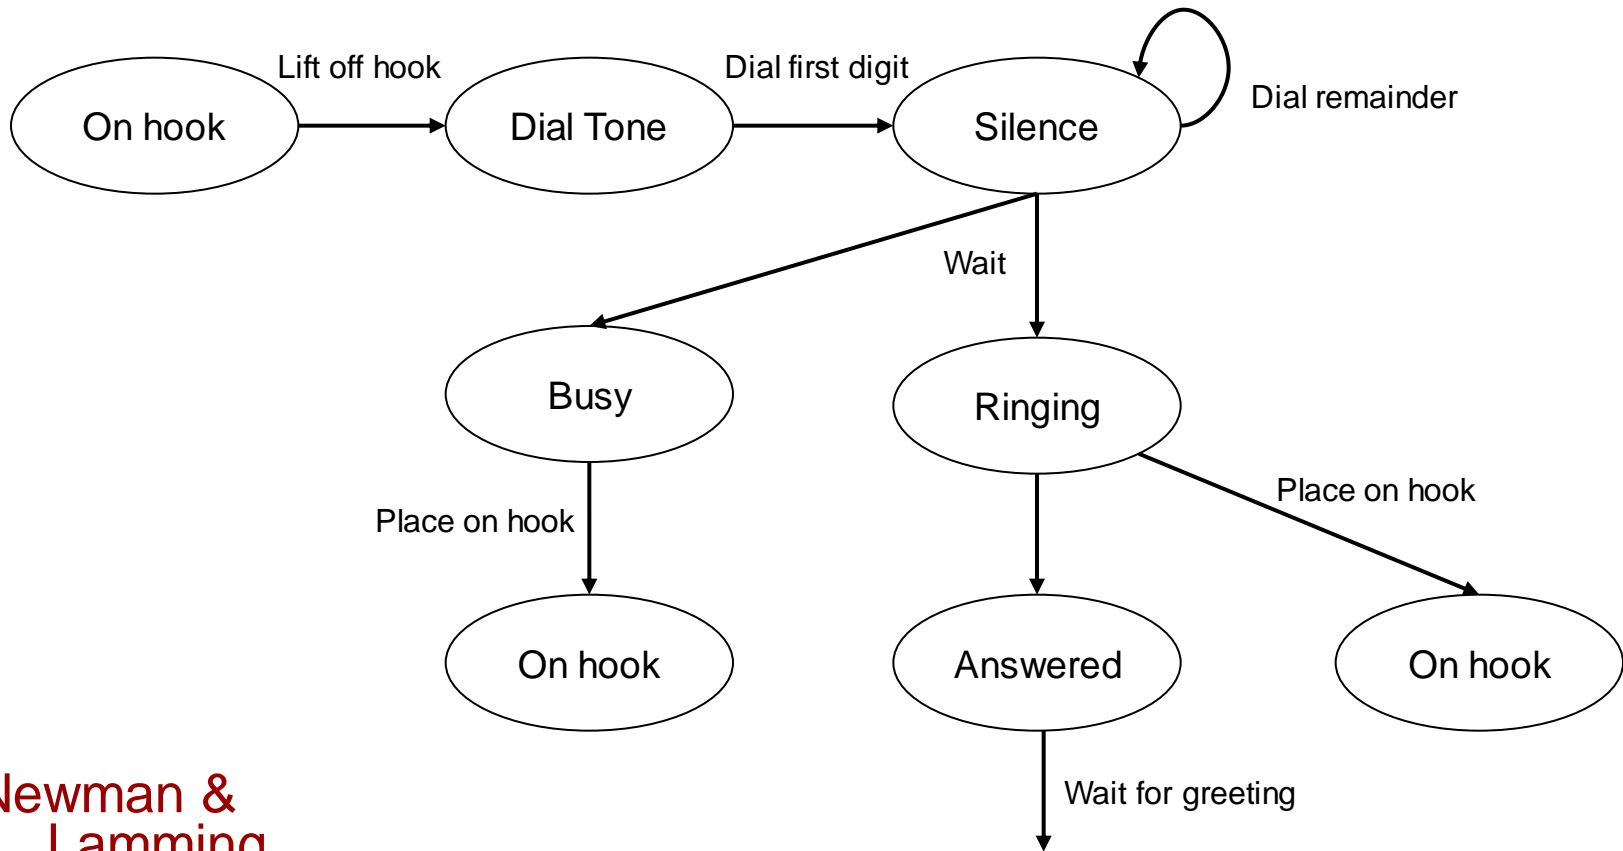 Lift off hook
Dial first digit
On hook
Dial Tone
Silence
Dial remainder
Wait
Busy
Ringing
Place on hook
Place on hook
On hook
Answered
On hook
Newman &
Lamming
Wait for greeting